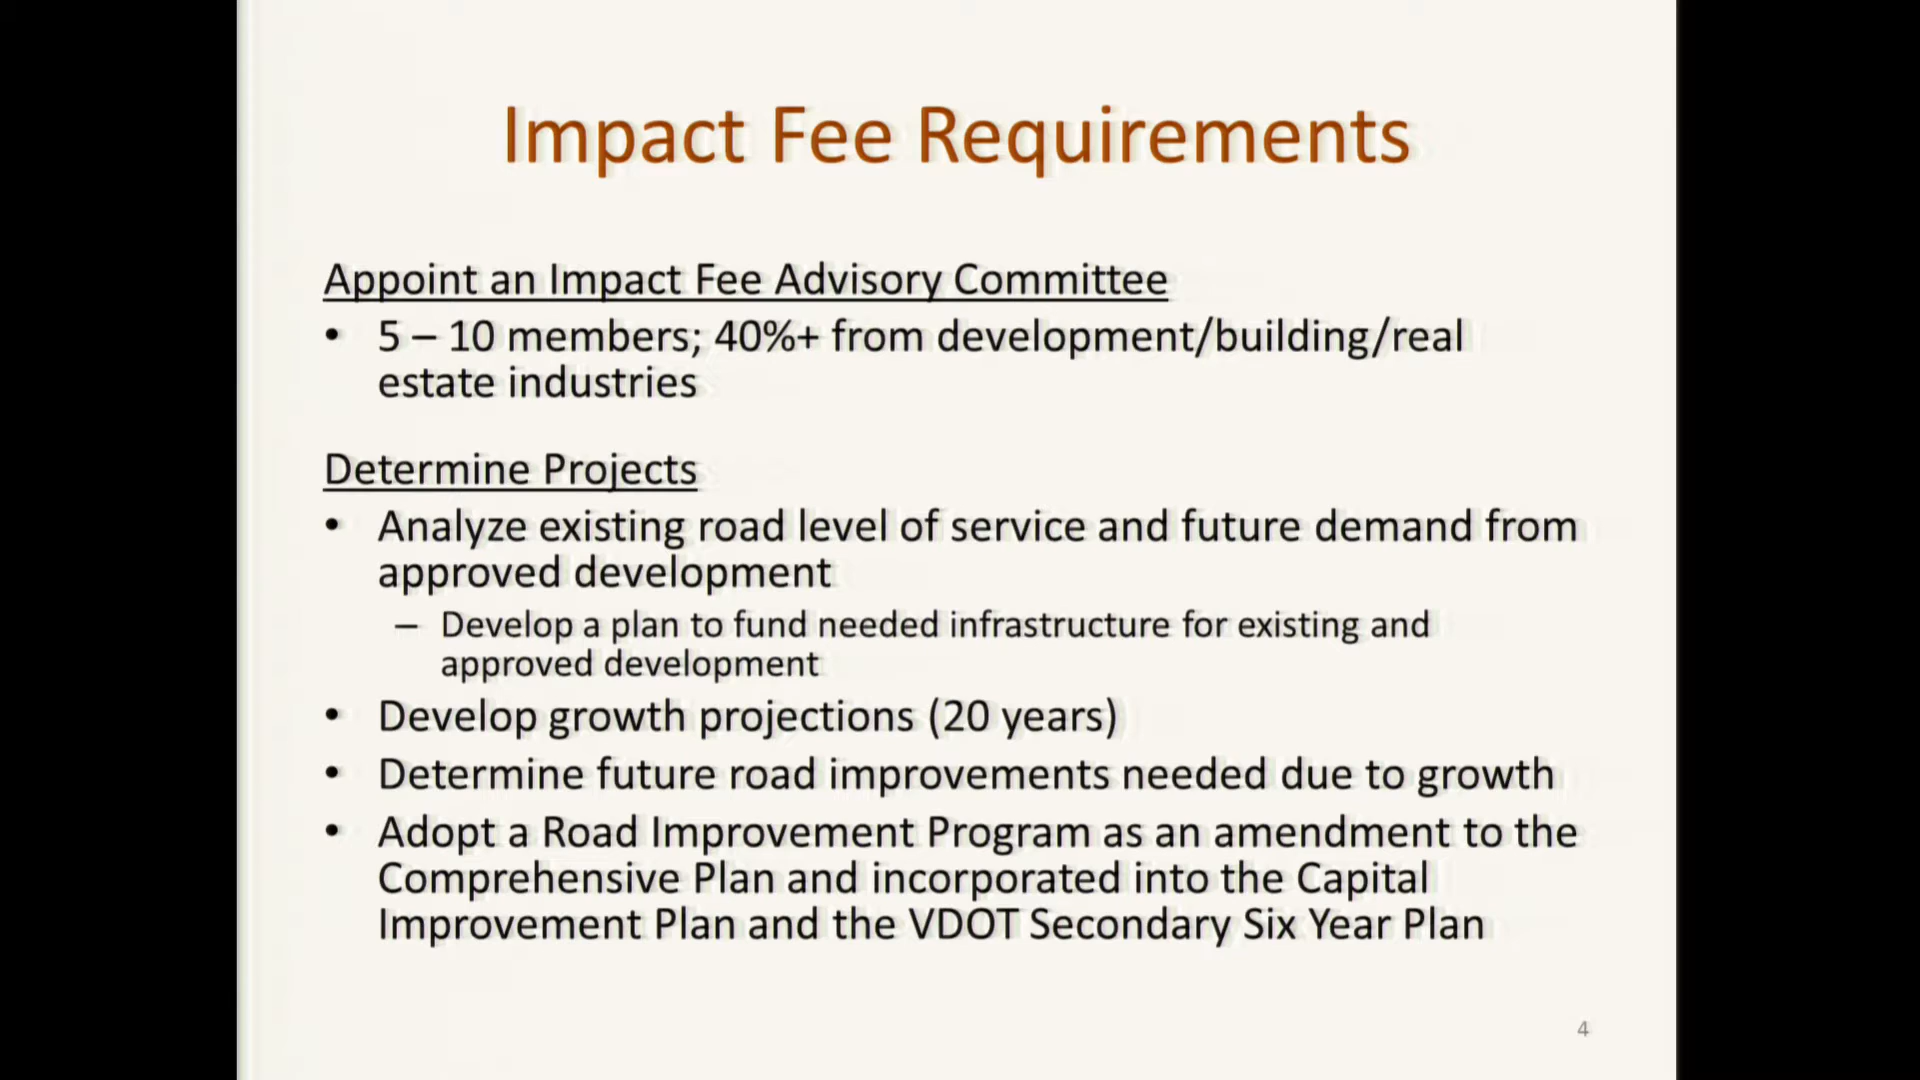 Impact Fee Requirements
Appoint an Impact Fee Advisory Committee
• 5 – 10 members; 40%+ from development/building/real
estate industries
Determine Projects
• Analyze existing road level of service and future demand from
approved development
– Develop a plan to fund needed infrastructure for existing and
approved development
• Develop growth projections (20 years)
• Determine future road improvements needed due to growth
• Adopt a Road Improvement Program as an amendment to the
Comprehensive Plan and incorporated into the Capital
Improvement Plan and the VDOT Secondary Six Year Plan
4